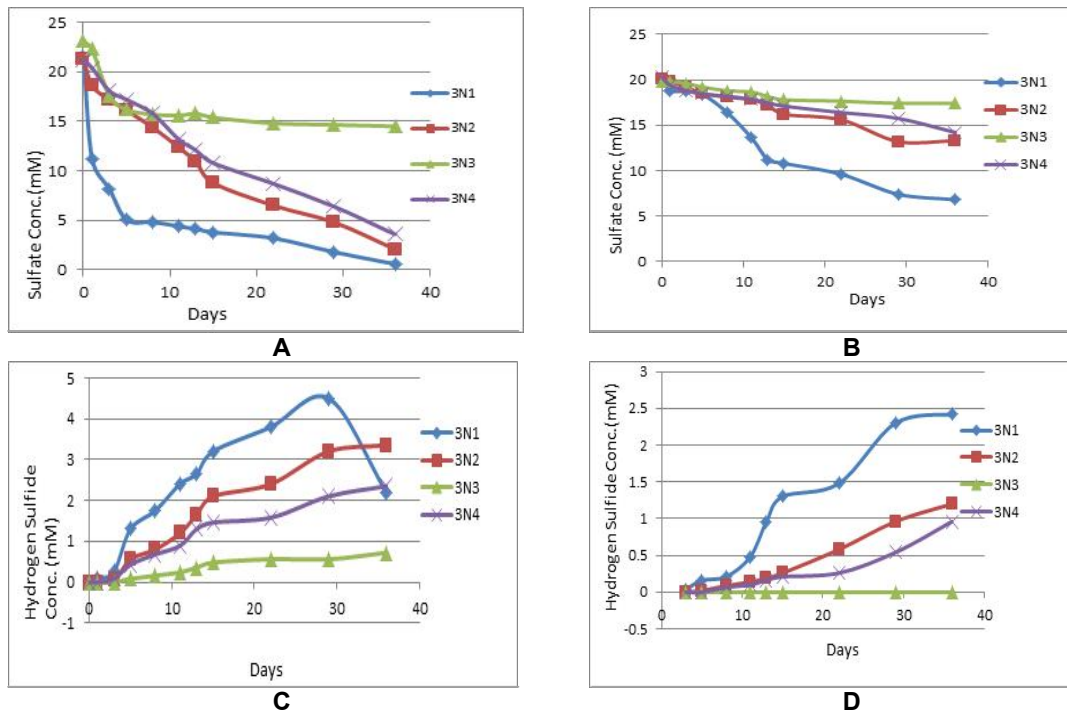 25
20
15
10
5
0
0
10
20
30
40
Sulfate Conc.(mM)
Days
3N1
3N2
3N3
3N4
A
25
20
15
10
5
0
0
10
20
30
40
Sulfate Conc.(mM)
Days
3N1
3N2
3N3
3N4
B
5
4
3
2
1
0
-1
0
10
20
30
40
Hydrogen Sulfide
Conc. (mM)
Days
3N1
3N2
3N3
3N4
C
3
2.5
2
1.5
1
0.5
0
-0.5
0
10
20
30
40
Hydrogen Sulfide Conc.(mM)
Days
3N1
3N2
3N3
3N4
D